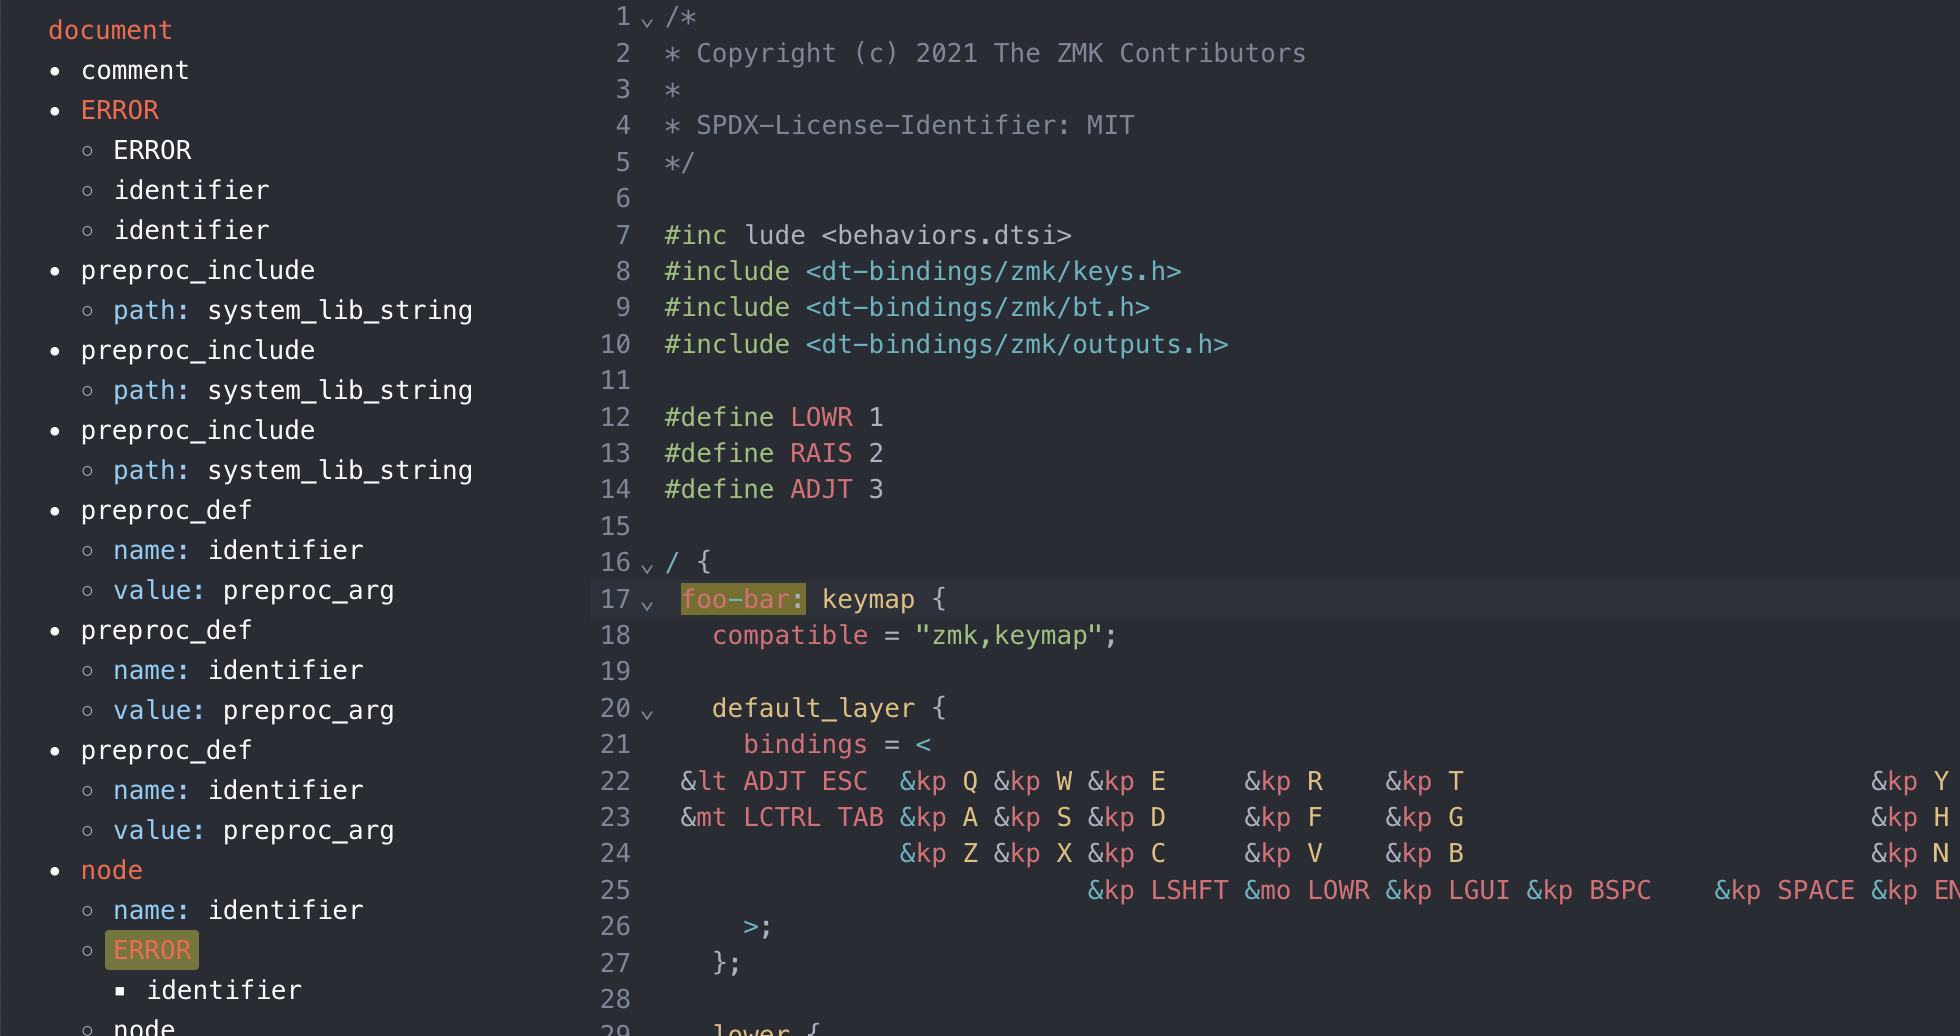 document
• comment
• ERROR
○ ERROR
○ identifier
○ identifier
• preproc_include
○ path: system_lib_string
• preproc_include
○ path: system_lib_string
• preproc_include
○ path: system_lib_string
• preproc_def
○ name: identifier
○ value: preproc_arg
• preproc_def
○ name: identifier
○ value: preproc_arg
• preproc_def
○ name: identifier
○ value: preproc_arg
• node
○ name: identifier
○ ERROR
▪ identifier
○ node
1 /*
2 * Copyright (c) 2021 The ZMK Contributors
3 *
4 * SPDX-License-Identifier: MIT
5 */
6
7 #inc lude <behaviors.dtsi>
8 #include <dt-bindings/zmk/keys.h>
9 #include <dt-bindings/zmk/bt.h>
10 #include <dt-bindings/zmk/outputs.h>
11
12 #define LOWR 1
13 #define RAIS 2
14 #define ADJT 3
15
16 / {
17 foo-bar: keymap {
18 compatible = "zmk,keymap";
19
20 default_layer {
21 bindings = <
22 &lt ADJT ESC &kp Q &kp W &kp E &kp R &kp T &kp Y
23 &mt LCTRL TAB &kp A &kp S &kp D &kp F &kp G &kp H
24 &kp Z &kp X &kp C &kp V &kp B &kp N
25 &kp LSHFT &mo LOWR &kp LGUI &kp BSPC &kp SPACE &kp EN
26 >;
27 };
28
29 lower {